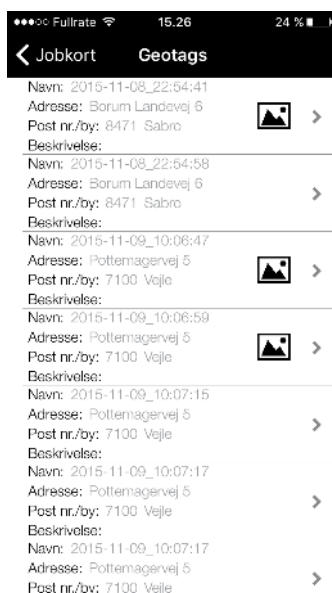 Fullrate 15.26 24 %
Jobkort Geotags
Navn: 2015-11-08_22:54:41
Adresse: Borum Landevej 6
Post nr./by: 8471 Sabro
Beskrivelse:
Navn: 2015-11-08_22:54:58
Adresse: Borum Landevej 6
Post nr./by: 8471 Sabro
Beskrivelse:
Navn: 2015-11-09_10:06:47
Adresse: Pottemagervej 5
Post nr./by: 7100 Vejle
Beskrivelse:
Navn: 2015-11-09_10:06:59
Adresse: Pottemagervej 5
Post nr./by: 7100 Vejle
Beskrivelse:
Navn: 2015-11-09_10:07:15
Adresse: Pottemagervej 5
Post nr./by: 7100 Vejle
Beskrivelse:
Navn: 2015-11-09_10:07:17
Adresse: Pottemagervej 5
Post nr./by: 7100 Vejle
Beskrivelse:
Navn: 2015-11-09_10:07:17
Adresse: Pottemagervej 5
Post nr./by: 7100 Vejle